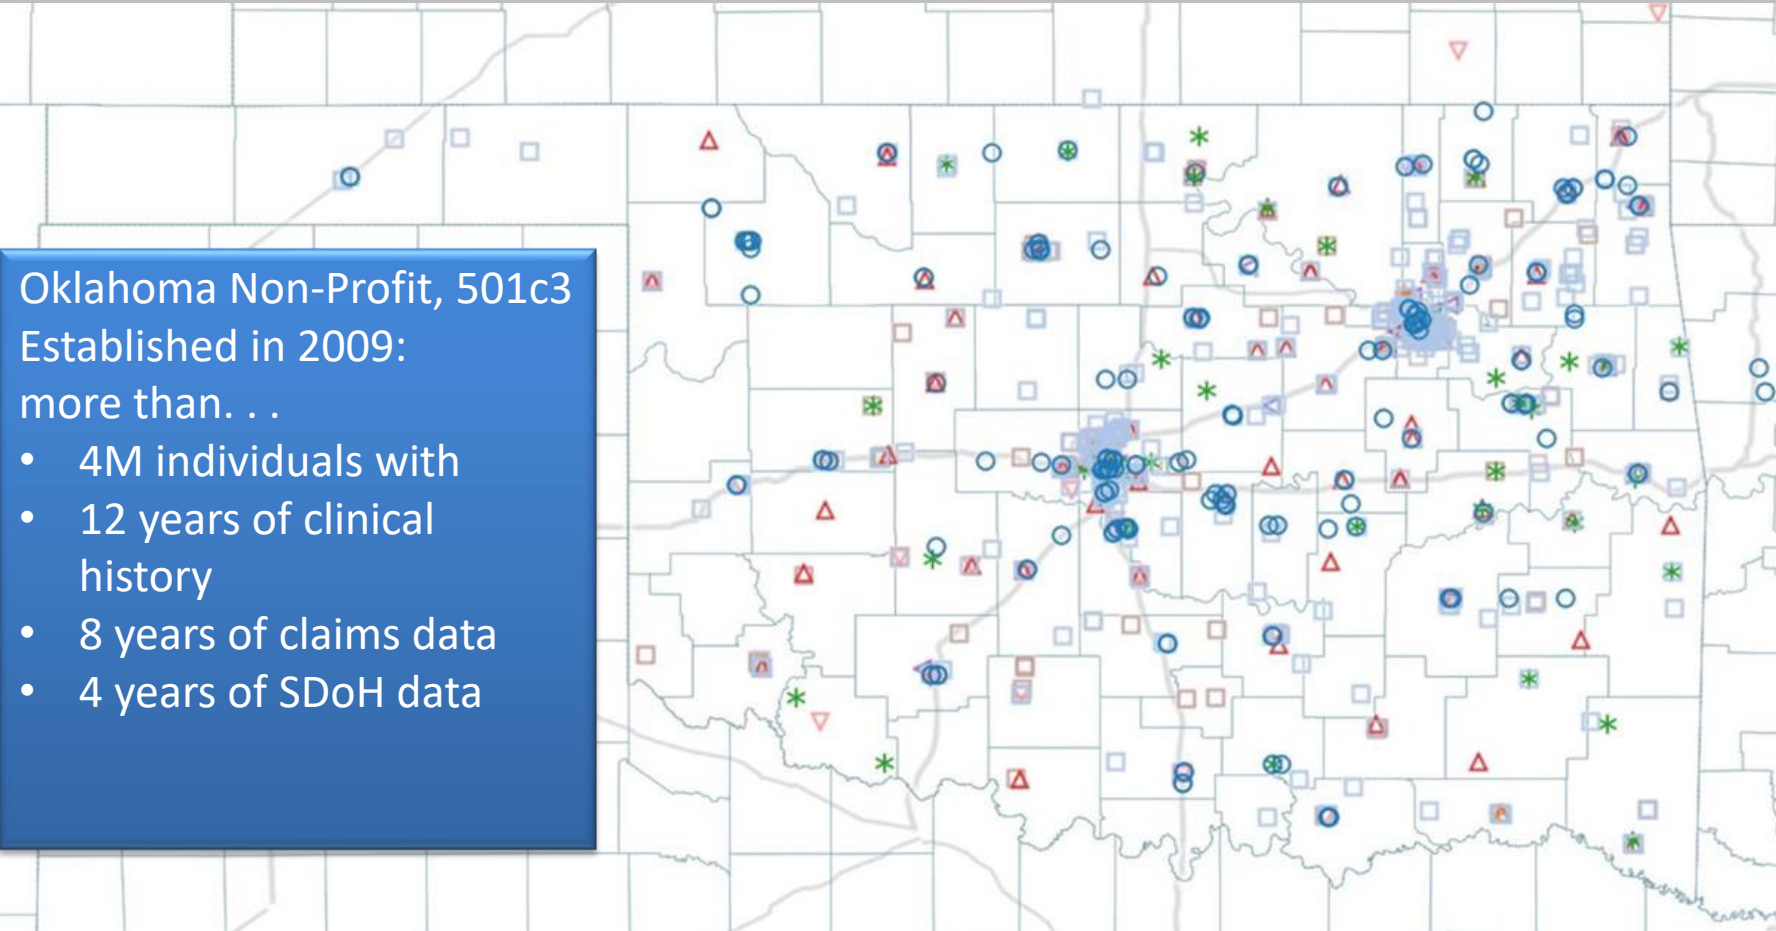 Oklahoma Non-Profit, 501c3
Established in 2009:
more than. . .
• 4M individuals with
• 12 years of clinical
history
• 8 years of claims data
• 4 years of SDoH data